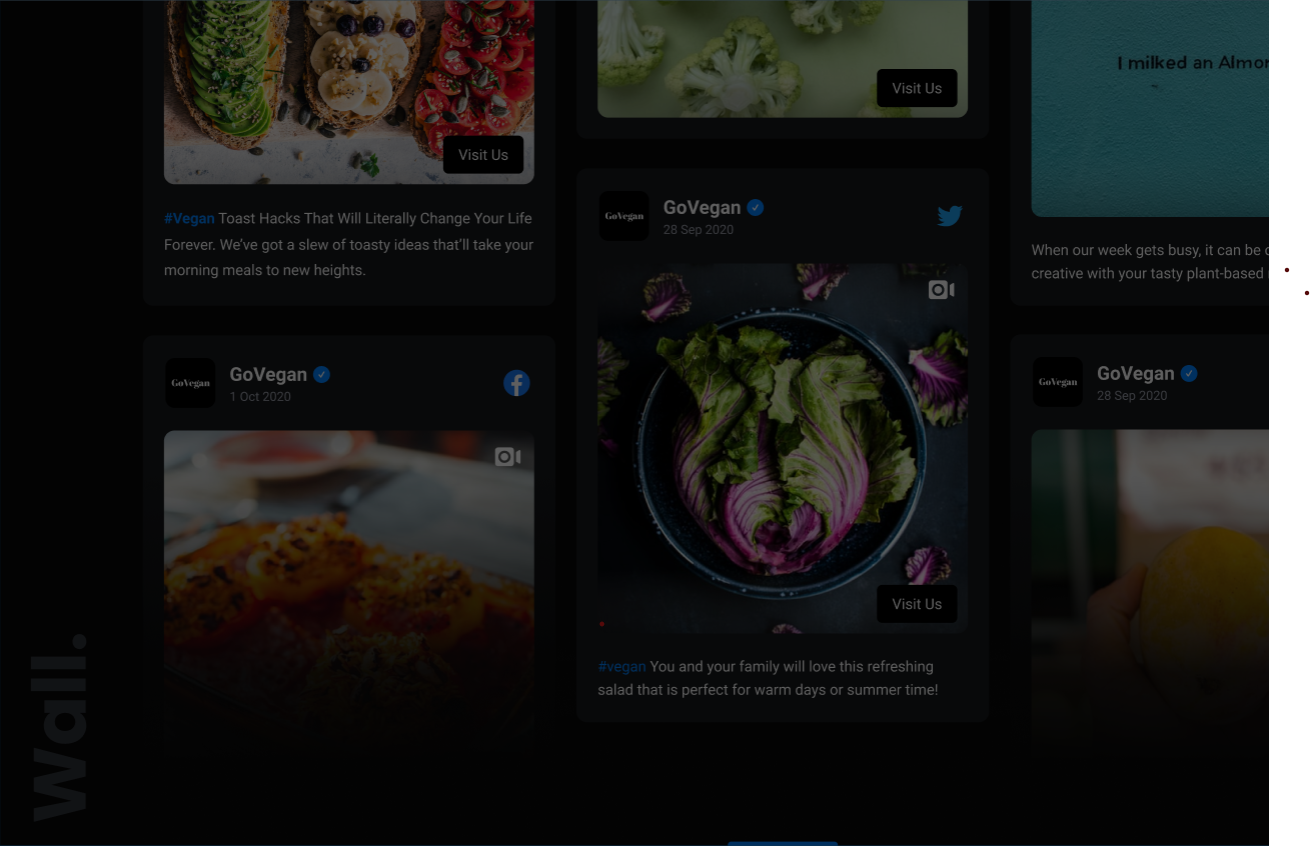 Visit Us
#Vegan Toast Hacks That Will Literally Change Your Life
Forever. We've got a slew of toasty ideas that'll take your
morning meals to new heights.
GoVegan
GoVegan
1 Oct 2020
Visit Us
GoVegan
GoVegan
28 Sep 2020
Visit Us
#vegan You and your family will love this refreshing
salad that is perfect for warm days or summer time!
I milked an
When our week gets busy, it can be
creative with your tasty plant-based
GoVegan
GoVegan
28 Sep 2020
Wall.